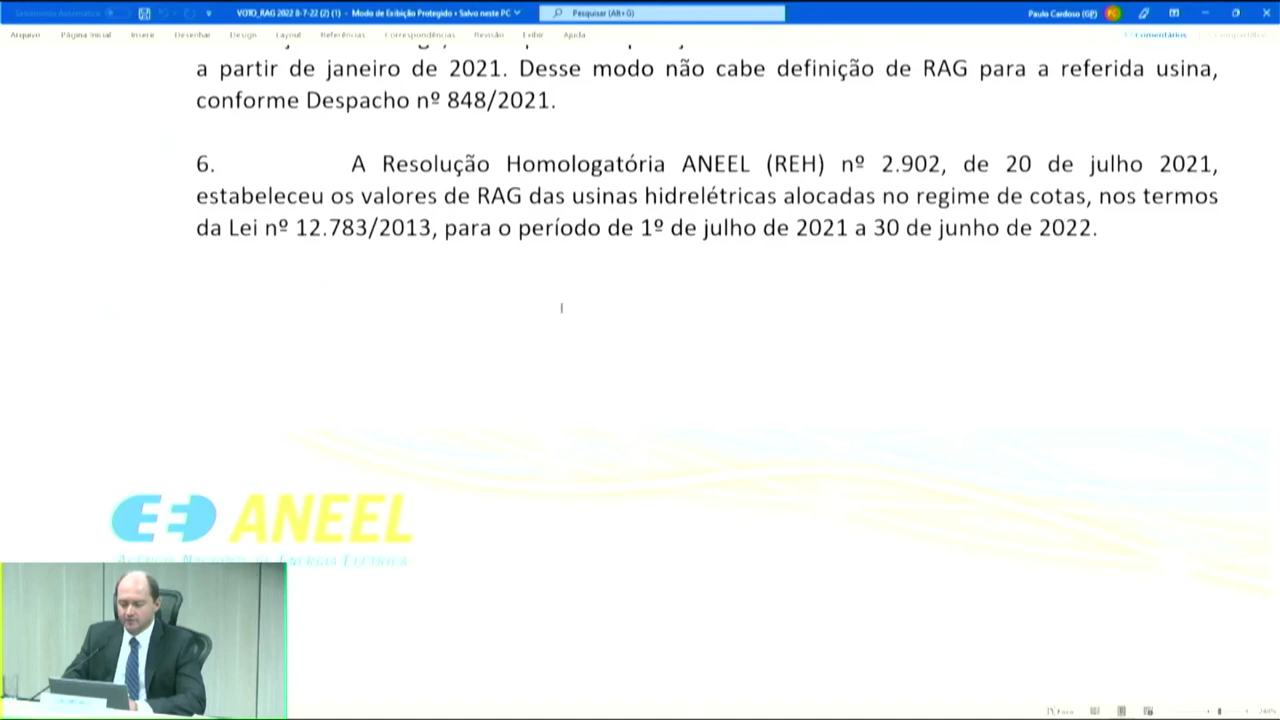 VOTO_RAG 2022 8-7-22 (2) (1) - Modo de Exibição Protegido • Salvo neste PC
Pesquisar (Alt+G)
Paulo Cardoso (GP)
PC
Arquivo Página Inicial Inserir Desenhar Design Layout Referências Correspondências Revisão Exibir Ajuda
Comentários
a partir de janeiro de 2021. Desse modo não cabe definição de RAG para a referida usina,
conforme Despacho nº 848/2021.
6. A Resolução Homologatória ANEEL (REH) nº 2.902, de 20 de julho 2021,
estabeleceu os valores de RAG das usinas hidrelétricas alocadas no regime de cotas, nos termos
da Lei nº 12.783/2013, para o período de 1º de julho de 2021 a 30 de junho de 2022.
ANEEL
AGÊNCIA NACIONAL DE ENERGIA ELÉTRICA